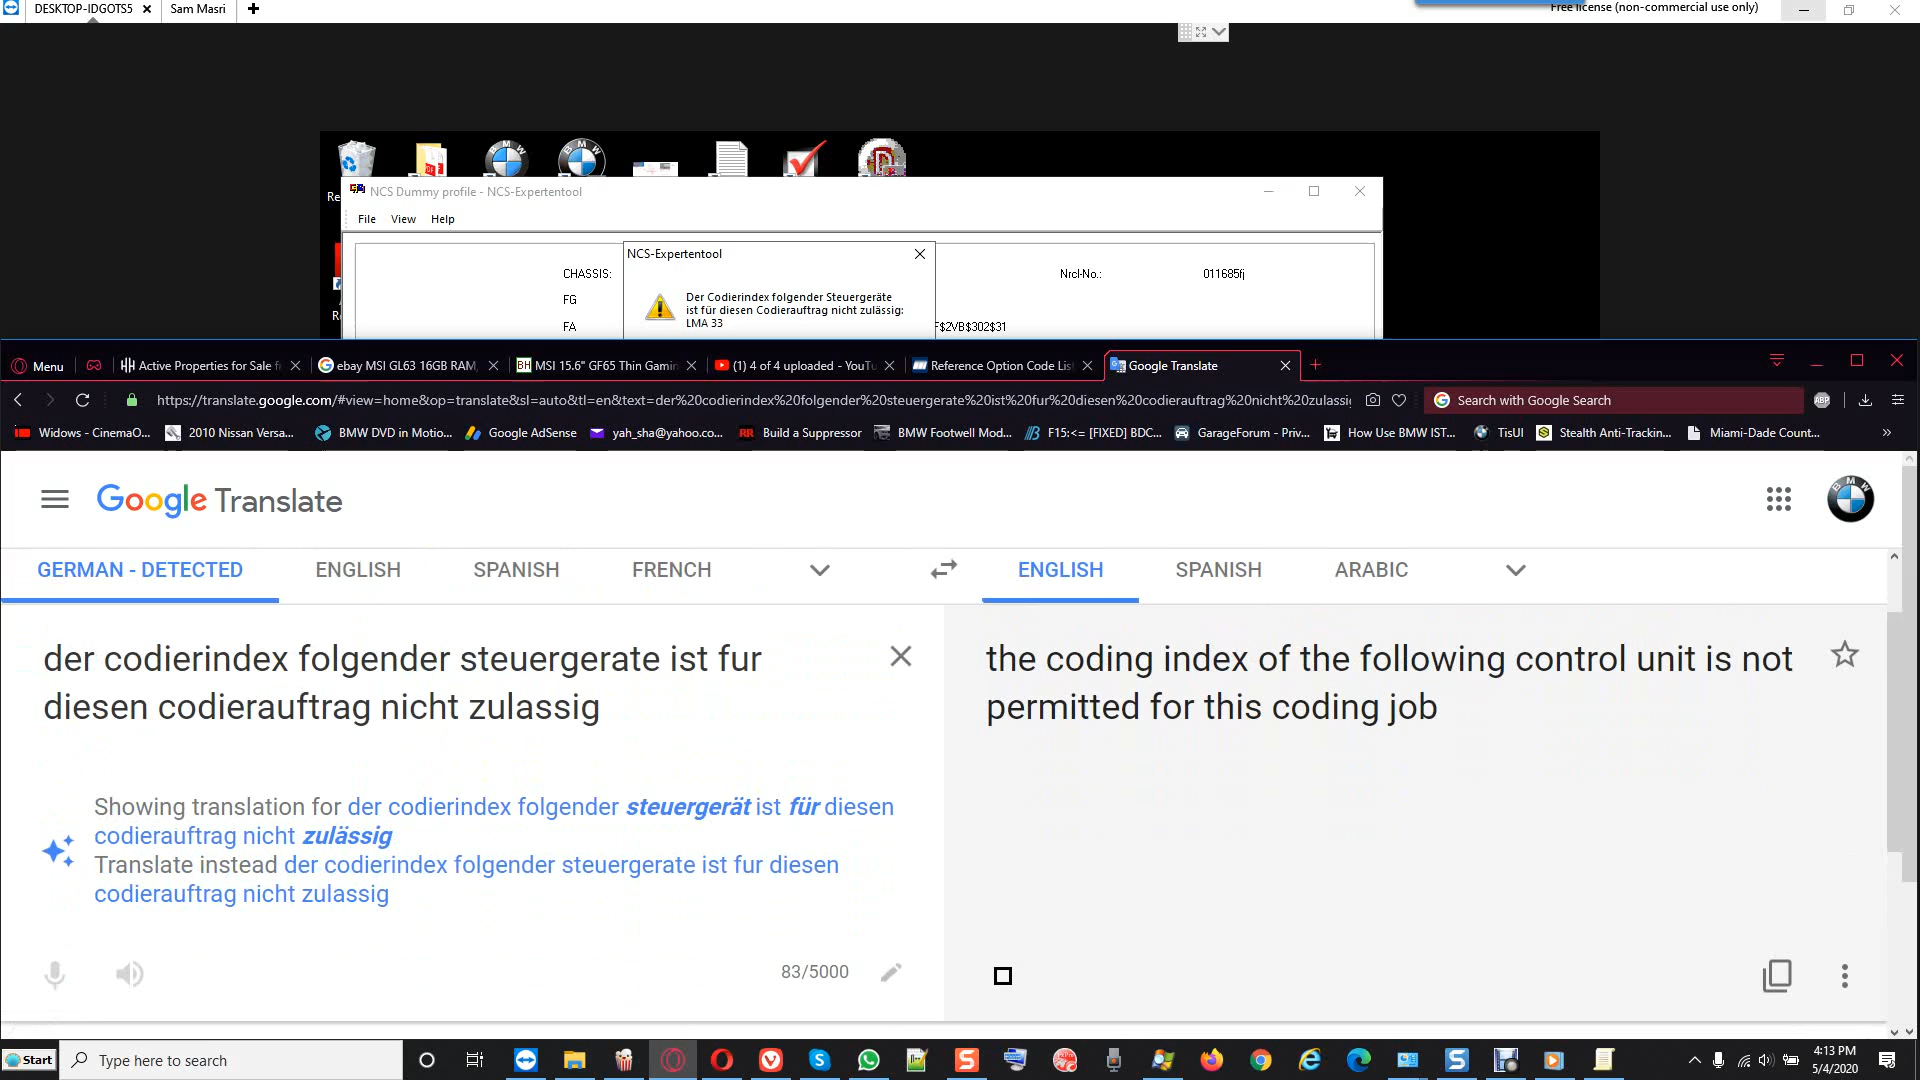 DESKTOP-IDGOTS5
Sam Masri
Free license (non-commercial use only)
NCS Dummy profile - NCS-Expertentool
File View Help
NCS-Expertentool
CHASSIS:
Nrcl-No.:
011685fj
FG
FA
Der Codierindex folgender Steuergeräte
ist für diesen Codierauftrag nicht zulässig:
LMA 33
F$2VB$302$31
Menu
Active Properties for Sale f
ebay MSI GL63 16GB RAM,
BH MSI 15.6" GF65 Thin Gamin
(1) 4 of 4 uploaded - YouTu
Reference Option Code Lis
Google Translate
https://translate.google.com/#view=home&op=translate&sl=auto&tl=en&text=der%20codierindex%20folgender%20steuergerate%20ist%20fur%20diesen%20codierauftrag%20nicht%20zulassig
Search with Google Search
ABP
Widows - CinemaO...
2010 Nissan Versa...
BMW DVD in Motio...
Google AdSense
yah_sha@yahoo.co...
RR Build a Suppressor
BMW Footwell Mod...
F15:<= [FIXED] BDC...
GarageForum - Priv...
How Use BMW IST...
TisUI
Stealth Anti-Trackin...
Miami-Dade Count...
»
Google Translate
BMW
GERMAN - DETECTED ENGLISH SPANISH FRENCH
ENGLISH SPANISH ARABIC
der codierindex folgender steuergerate ist fur
diesen codierauftrag nicht zulassig
the coding index of the following control unit is not
permitted for this coding job
Showing translation for der codierindex folgender steuergerät ist für diesen
codierauftrag nicht zulässig
Translate instead der codierindex folgender steuergerate ist fur diesen
codierauftrag nicht zulassig
83/5000
Start
Type here to search
4:13 PM
5/4/2020